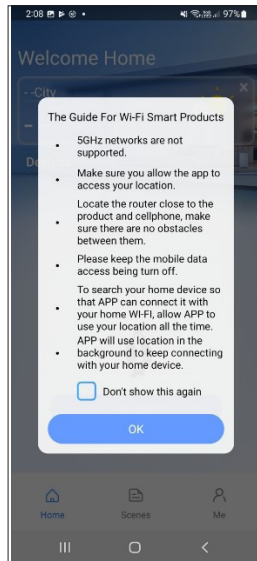 2:08
97%
Welcome Home
--City
The Guide For Wi-Fi Smart Products
5GHz networks are not
supported.
Make sure you allow the app to
access your location.
Locate the router close to the
product and cellphone, make
sure there are no obstacles
between them.
Please keep the mobile data
access being turn off.
To search your home device so
that APP can connect it with
your home WI-FI, allow APP to
use your location all the time.
APP will use location in the
background to keep connecting
with your home device.
Don't show this again
OK
Home Scenes Me